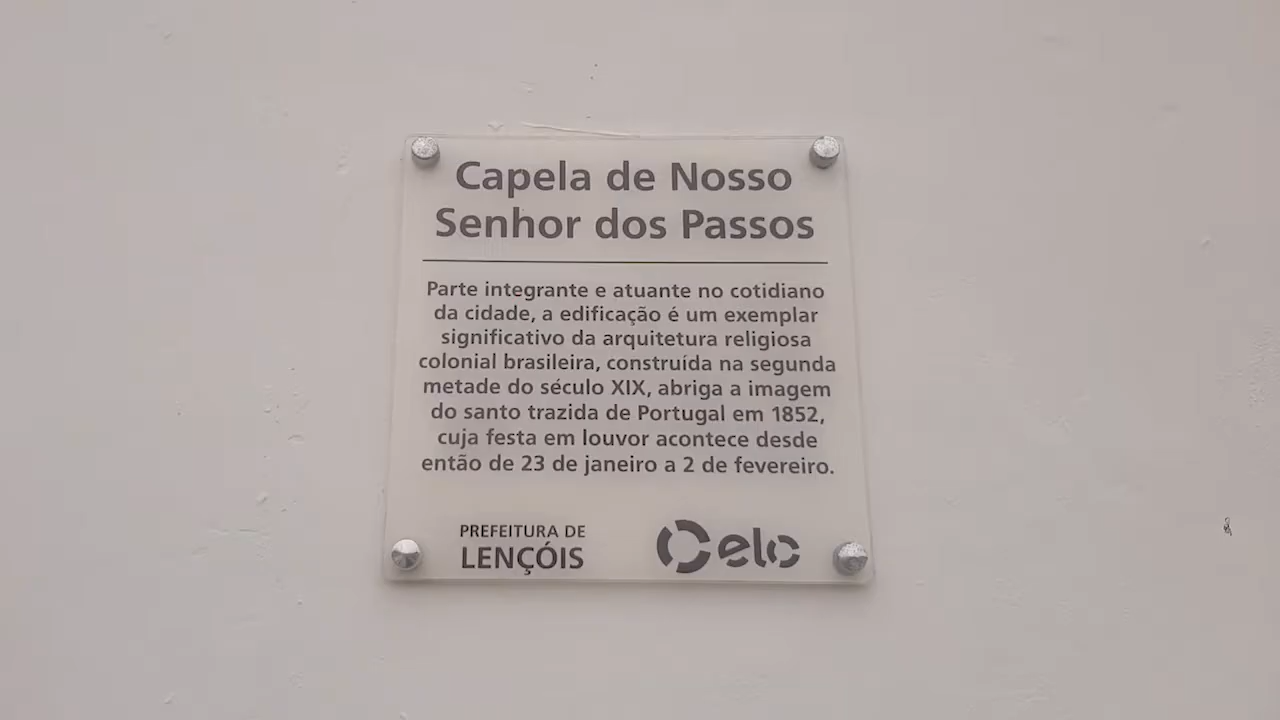 Capela de Nosso
Senhor dos Passos
Parte integrante e atuante no cotidiano
da cidade, a edificação é um exemplar
significativo da arquitetura religiosa
colonial brasileira, construída na segunda
metade do século XIX, abriga a imagem
do santo trazida de Portugal em 1852,
cuja festa em louvor acontece desde
então de 23 de janeiro a 2 de fevereiro.
PREFEITURA DE
LENÇÓIS
elo